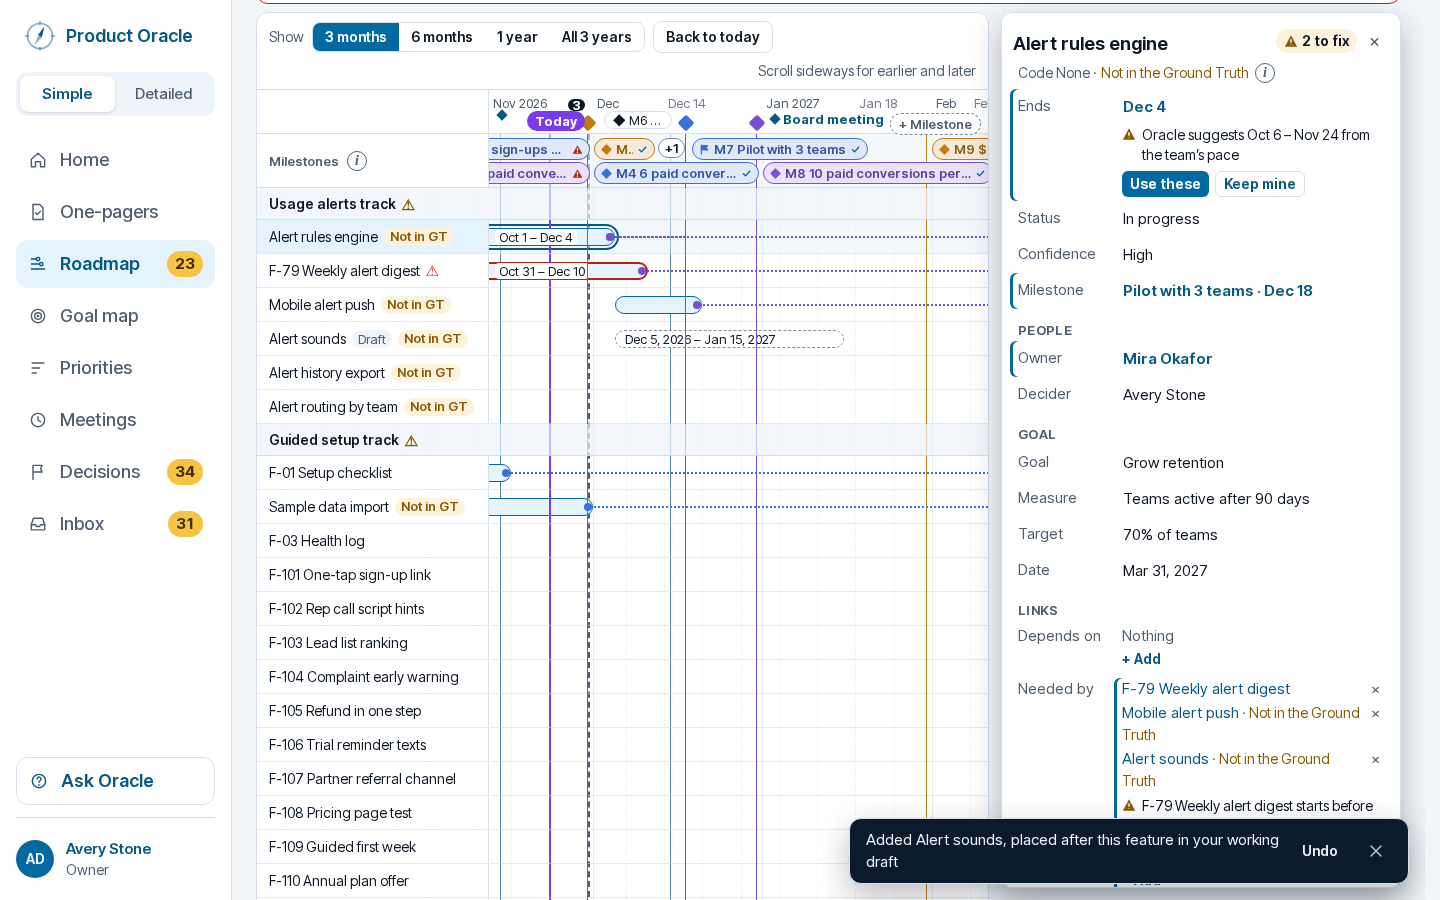 Product Oracle
Simple
Detailed
Home
One-pagers
Roadmap
23
Goal map
Priorities
Meetings
Decisions
34
Inbox
31
Ask Oracle
AD
Avery Stone
Owner
Show
3 months
6 months
1 year
All 3 years
Back to today
Scroll sideways for earlier and later
Nov 2026
3
Dec
Dec 14
Jan 2027
Jan 18
Feb
Fe
Today
M6 ...
Board meeting
+ Milestone
Milestones
i
sign-ups ...
M..
+1
M7 Pilot with 3 teams
M9 $
paid conve...
M4 6 paid conver...
M8 10 paid conversions per...
Usage alerts track
Alert rules engine
Not in GT
Oct 1 – Dec 4
F-79 Weekly alert digest
Oct 31 – Dec 10
Mobile alert push
Not in GT
Alert sounds
Draft
Not in GT
Dec 5, 2026 – Jan 15, 2027
Alert history export
Not in GT
Alert routing by team
Not in GT
Guided setup track
F-01 Setup checklist
Sample data import
Not in GT
F-03 Health log
F-101 One-tap sign-up link
F-102 Rep call script hints
F-103 Lead list ranking
F-104 Complaint early warning
F-105 Refund in one step
F-106 Trial reminder texts
F-107 Partner referral channel
F-108 Pricing page test
F-109 Guided first week
F-110 Annual plan offer
Alert rules engine
2 to fix
×
Code None · Not in the Ground Truth
i
Ends
Dec 4
Oracle suggests Oct 6 – Nov 24 from
the team's pace
Use these
Keep mine
Status
In progress
Confidence
High
Milestone
Pilot with 3 teams · Dec 18
PEOPLE
Owner
Mira Okafor
Decider
Avery Stone
GOAL
Goal
Grow retention
Measure
Teams active after 90 days
Target
70% of teams
Date
Mar 31, 2027
LINKS
Depends on
Nothing
+ Add
Needed by
F-79 Weekly alert digest
×
Mobile alert push · Not in the Ground
Truth
×
Alert sounds · Not in the Ground
Truth
×
F-79 Weekly alert digest starts before
Added Alert sounds, placed after this feature in your working
draft
Undo